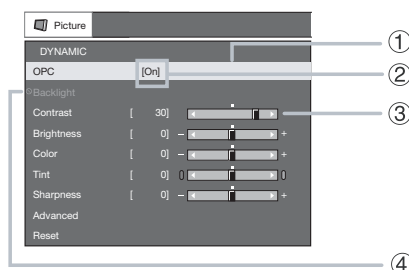 Picture
①
DYNAMIC
OPC [On]
②
Backlight
Contrast [ 30]
③
Brightness [ 0] − +
Color [ 0] − +
Tint [ 0]
Sharpness [ 0] − +
Advanced
Reset
④